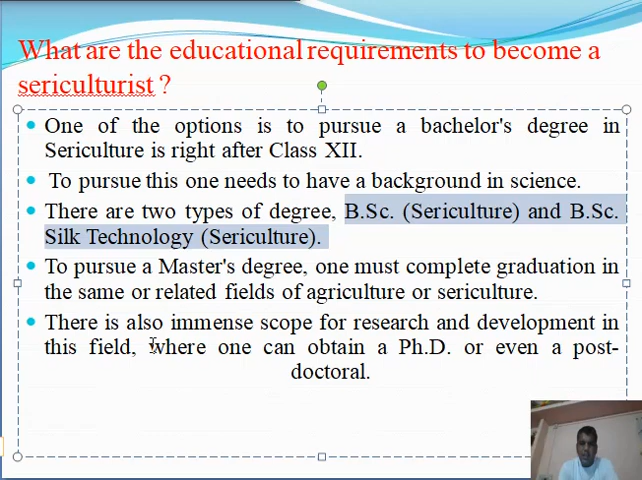 What are the educational requirements to become a
sericulturist ?
One of the options is to pursue a bachelor's degree in
Sericulture is right after Class XII.
To pursue this one needs to have a background in science.
There are two types of degree, B.Sc. (Sericulture) and B.Sc.
Silk Technology (Sericulture).
To pursue a Master's degree, one must complete graduation in
the same or related fields of agriculture or sericulture.
There is also immense scope for research and development in
this field, where one can obtain a Ph.D. or even a post-
doctoral.